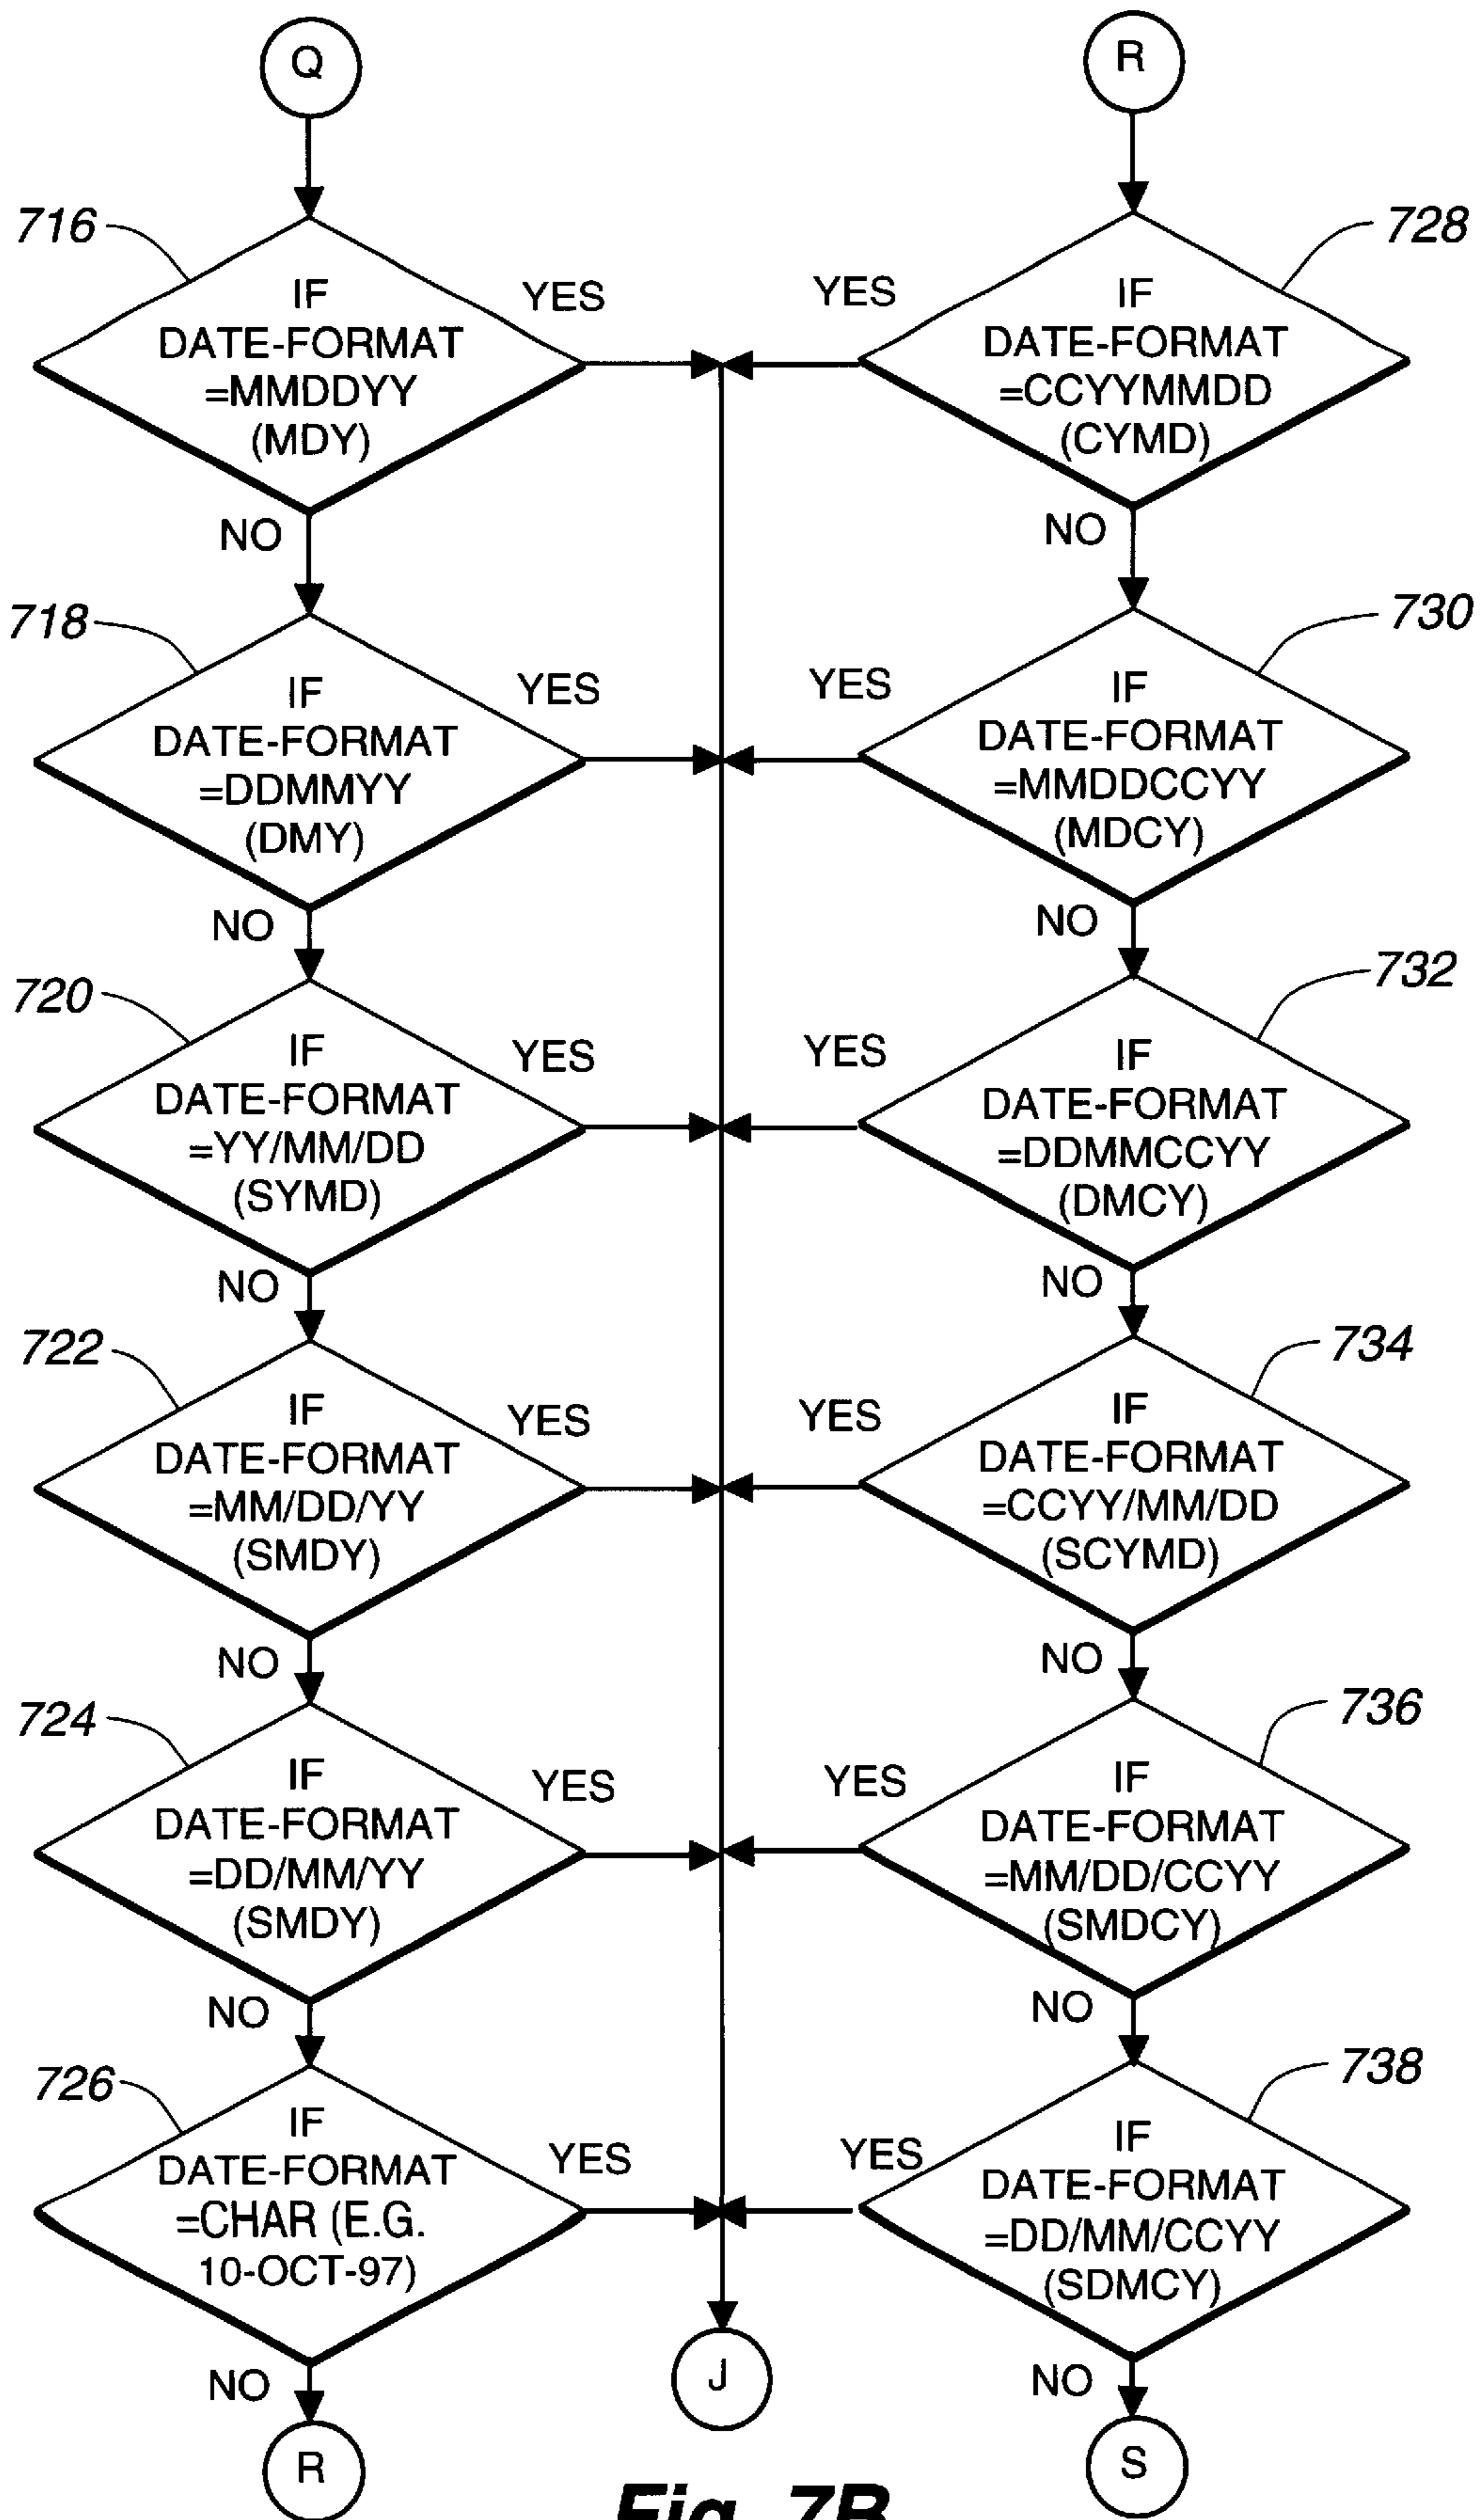 Q
716
IF
DATE-FORMAT
=MMDDYY
(MDY)
YES
NO
718
IF
DATE-FORMAT
=DDMMYY
(DMY)
YES
NO
720
IF
DATE-FORMAT
=YY/MM/DD
(SYMD)
YES
NO
722
IF
DATE-FORMAT
=MM/DD/YY
(SMDY)
YES
NO
724
IF
DATE-FORMAT
=DD/MM/YY
(SMDY)
YES
NO
726
IF
DATE-FORMAT
=CHAR (E.G.
10-OCT-97)
YES
NO
R
J
R
728
YES
IF
DATE-FORMAT
=CCYYMMDD
(CYMD)
NO
730
YES
IF
DATE-FORMAT
=MMDDCCYY
(MDCY)
NO
732
YES
IF
DATE-FORMAT
=DDMMCCYY
(DMCY)
NO
734
YES
IF
DATE-FORMAT
=CCYY/MM/DD
(SCYMD)
NO
736
YES
IF
DATE-FORMAT
=MM/DD/CCYY
(SMDCY)
NO
738
YES
IF
DATE-FORMAT
=DD/MM/CCYY
(SDMCY)
NO
S
Fig. 7B